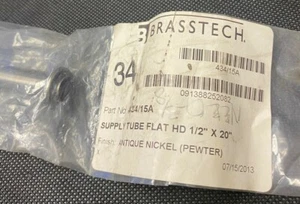 BRASSTECH
34
434/15A
091388252082
Part No: 434/15A
SUPPLY TUBE FLAT HD 1/2" X 20"
Finish: ANTIQUE NICKEL (PEWTER)
07/15/2013